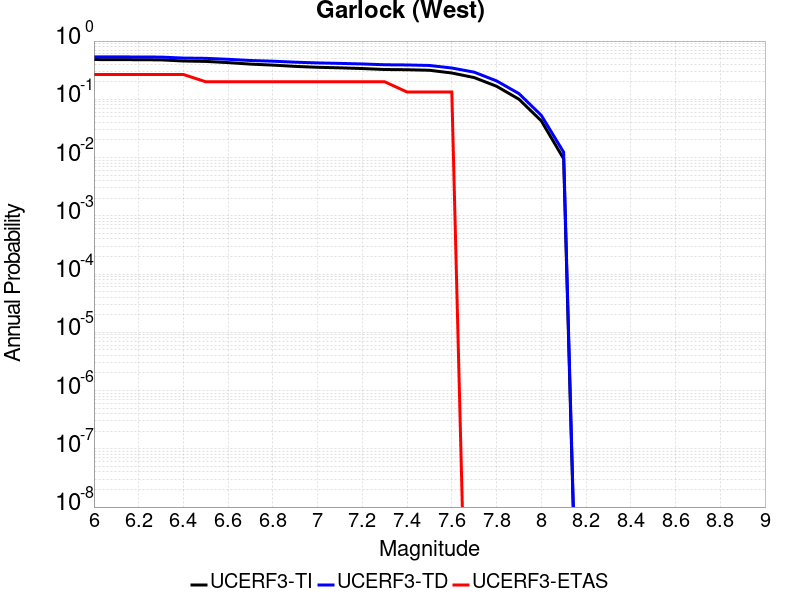 Garlock (West)
10^0
10^-1
10^-2
10^-3
10^-4
10^-5
10^-6
10^-7
10^-8
Annual Probability
6 6.2 6.4 6.6 6.8 7 7.2 7.4 7.6 7.8 8 8.2 8.4 8.6 8.8 9
Magnitude
UCERF3-TI UCERF3-TD UCERF3-ETAS